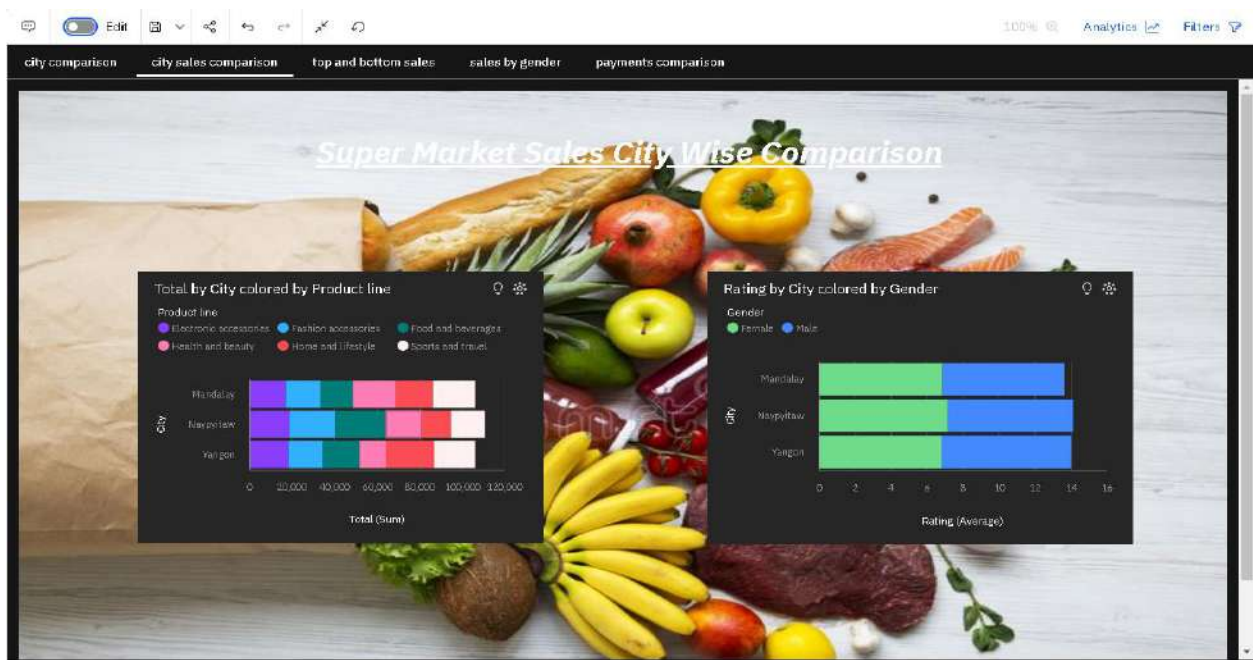 Edit
100%
Analytics
Filters
city comparison
city sales comparison
top and bottom sales
sales by gender
payments comparison
Super Market Sales City Wise Comparison
Total by City colored by Product line
Product line
Electronic accessories
Fashion accessories
Food and beverages
Health and beauty
Home and lifestyle
Sports and travel
City
Mandalay
Naypyitaw
Yangon
0 20,000 40,000 60,000 80,000 100,000 120,000
Total (Sum)
Rating by City colored by Gender
Gender
Female Male
City
Mandalay
Naypyitaw
Yangon
0 2 4 6 8 10 12 14 16
Rating (Average)